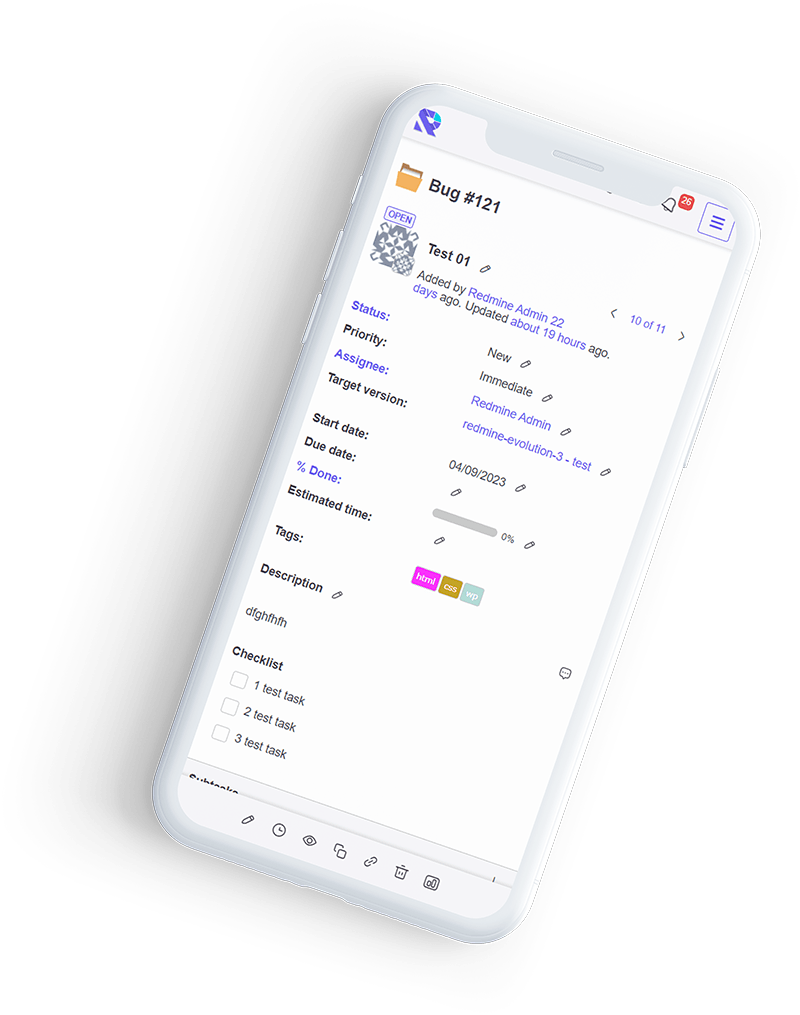 26
Bug #121
OPEN
Test 01
Added by Redmine Admin 22
days ago. Updated about 19 hours ago.
10 of 11
Status: New
Priority: Immediate
Assignee: Redmine Admin
Target version: redmine-evolution-3 - test
Start date: 04/09/2023
Due date:
% Done: 0%
Estimated time:
Tags: html css wp
Description
dfghfhfh
Checklist
1 test task
2 test task
3 test task
Subtasks